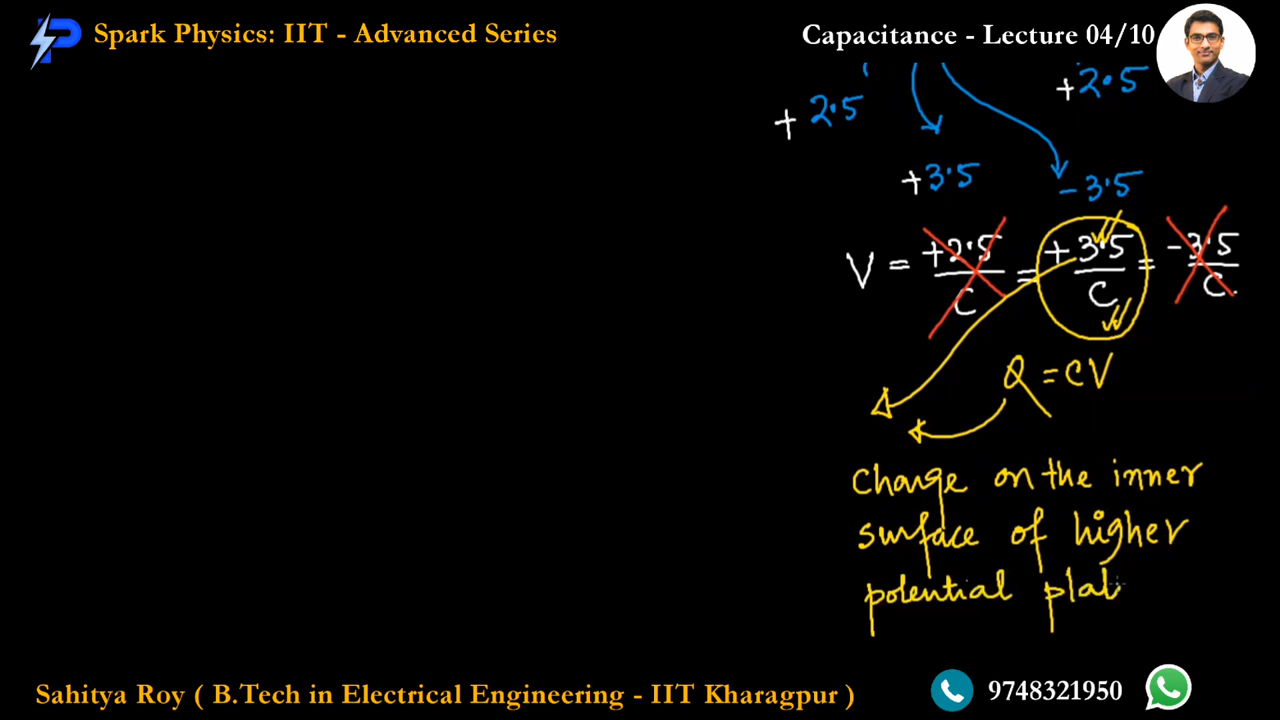 Spark Physics: IIT - Advanced Series
Capacitance - Lecture 04/10
+ 2.5
+2.5
+3.5
-3.5
V = +2.5/C = +3.5/C = -3.5/C.
Q = CV
Charge on the inner
surface of higher
potential plat
Sahitya Roy ( B.Tech in Electrical Engineering - IIT Kharagpur )
9748321950